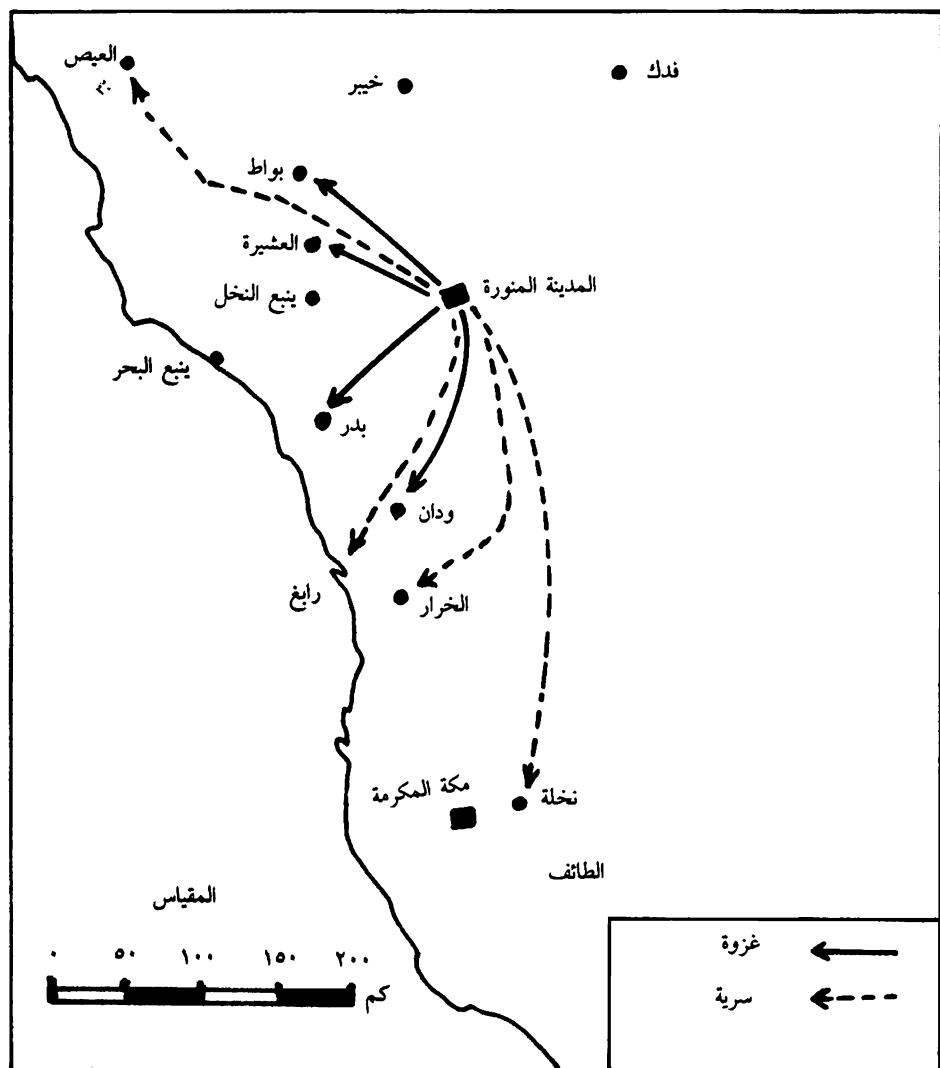 فدك
خيبر
العيص
بواط
العشيرة
المدينة المنورة
ينبع النخل
ينبع البحر
بدر
ودان
رابغ
الخرار
مكة المكرمة
نخلة
الطائف
المقياس
٠ ٥٠ ١٠٠ ١٥٠ ٢٠٠
كم
غزوة
سرية